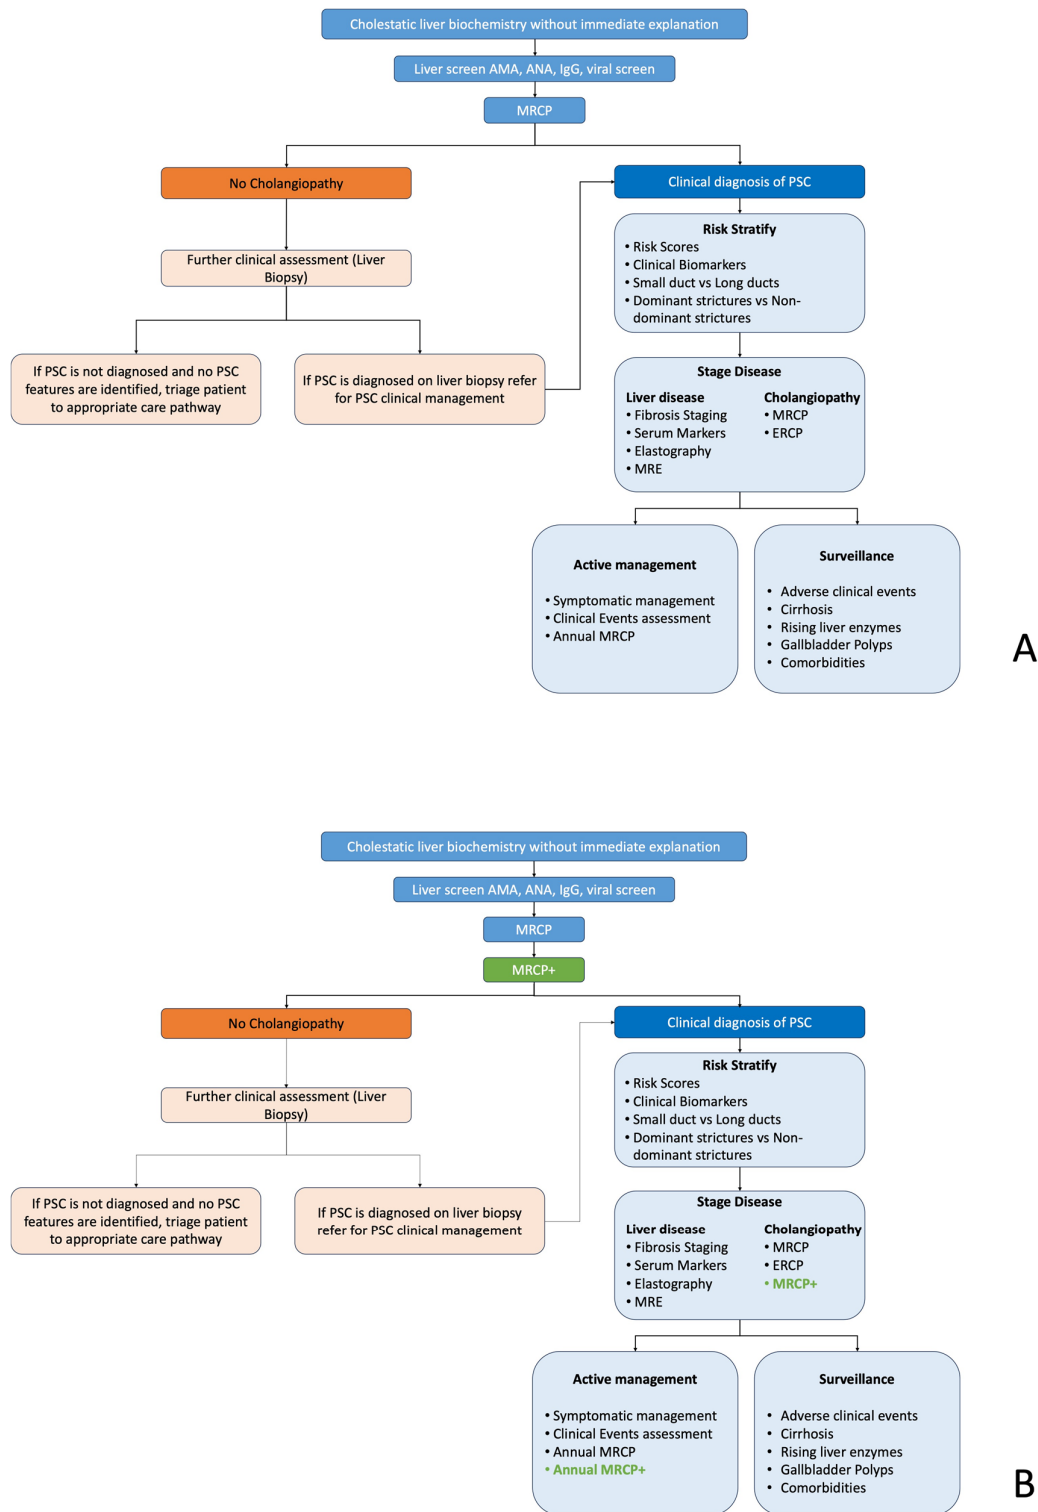 Cholestatic liver biochemistry without immediate explanation
Liver screen AMA, ANA, IgG, viral screen
MRCP
No Cholangiopathy
Clinical diagnosis of PSC
Further clinical assessment (Liver
Biopsy)
If PSC is not diagnosed and no PSC
features are identified, triage patient
to appropriate care pathway
If PSC is diagnosed on liver biopsy refer
for PSC clinical management
Risk Stratify
• Risk Scores
• Clinical Biomarkers
• Small duct vs Long ducts
• Dominant strictures vs Non-
dominant strictures
Stage Disease
Liver disease
• Fibrosis Staging
• Serum Markers
• Elastography
• MRE
Cholangiopathy
• MRCP
• ERCP
Active management
• Symptomatic management
• Clinical Events assessment
• Annual MRCP
Surveillance
• Adverse clinical events
• Cirrhosis
• Rising liver enzymes
• Gallbladder Polyps
• Comorbidities
A
Cholestatic liver biochemistry without immediate explanation
Liver screen AMA, ANA, IgG, viral screen
MRCP
MRCP+
No Cholangiopathy
Clinical diagnosis of PSC
Further clinical assessment (Liver
Biopsy)
If PSC is not diagnosed and no PSC
features are identified, triage patient
to appropriate care pathway
If PSC is diagnosed on liver biopsy
refer for PSC clinical management
Risk Stratify
• Risk Scores
• Clinical Biomarkers
• Small duct vs Long ducts
• Dominant strictures vs Non-
dominant strictures
Stage Disease
Liver disease
• Fibrosis Staging
• Serum Markers
• Elastography
• MRE
Cholangiopathy
• MRCP
• ERCP
• MRCP+
Active management
• Symptomatic management
• Clinical Events assessment
• Annual MRCP
• Annual MRCP+
Surveillance
• Adverse clinical events
• Cirrhosis
• Rising liver enzymes
• Gallbladder Polyps
• Comorbidities
B